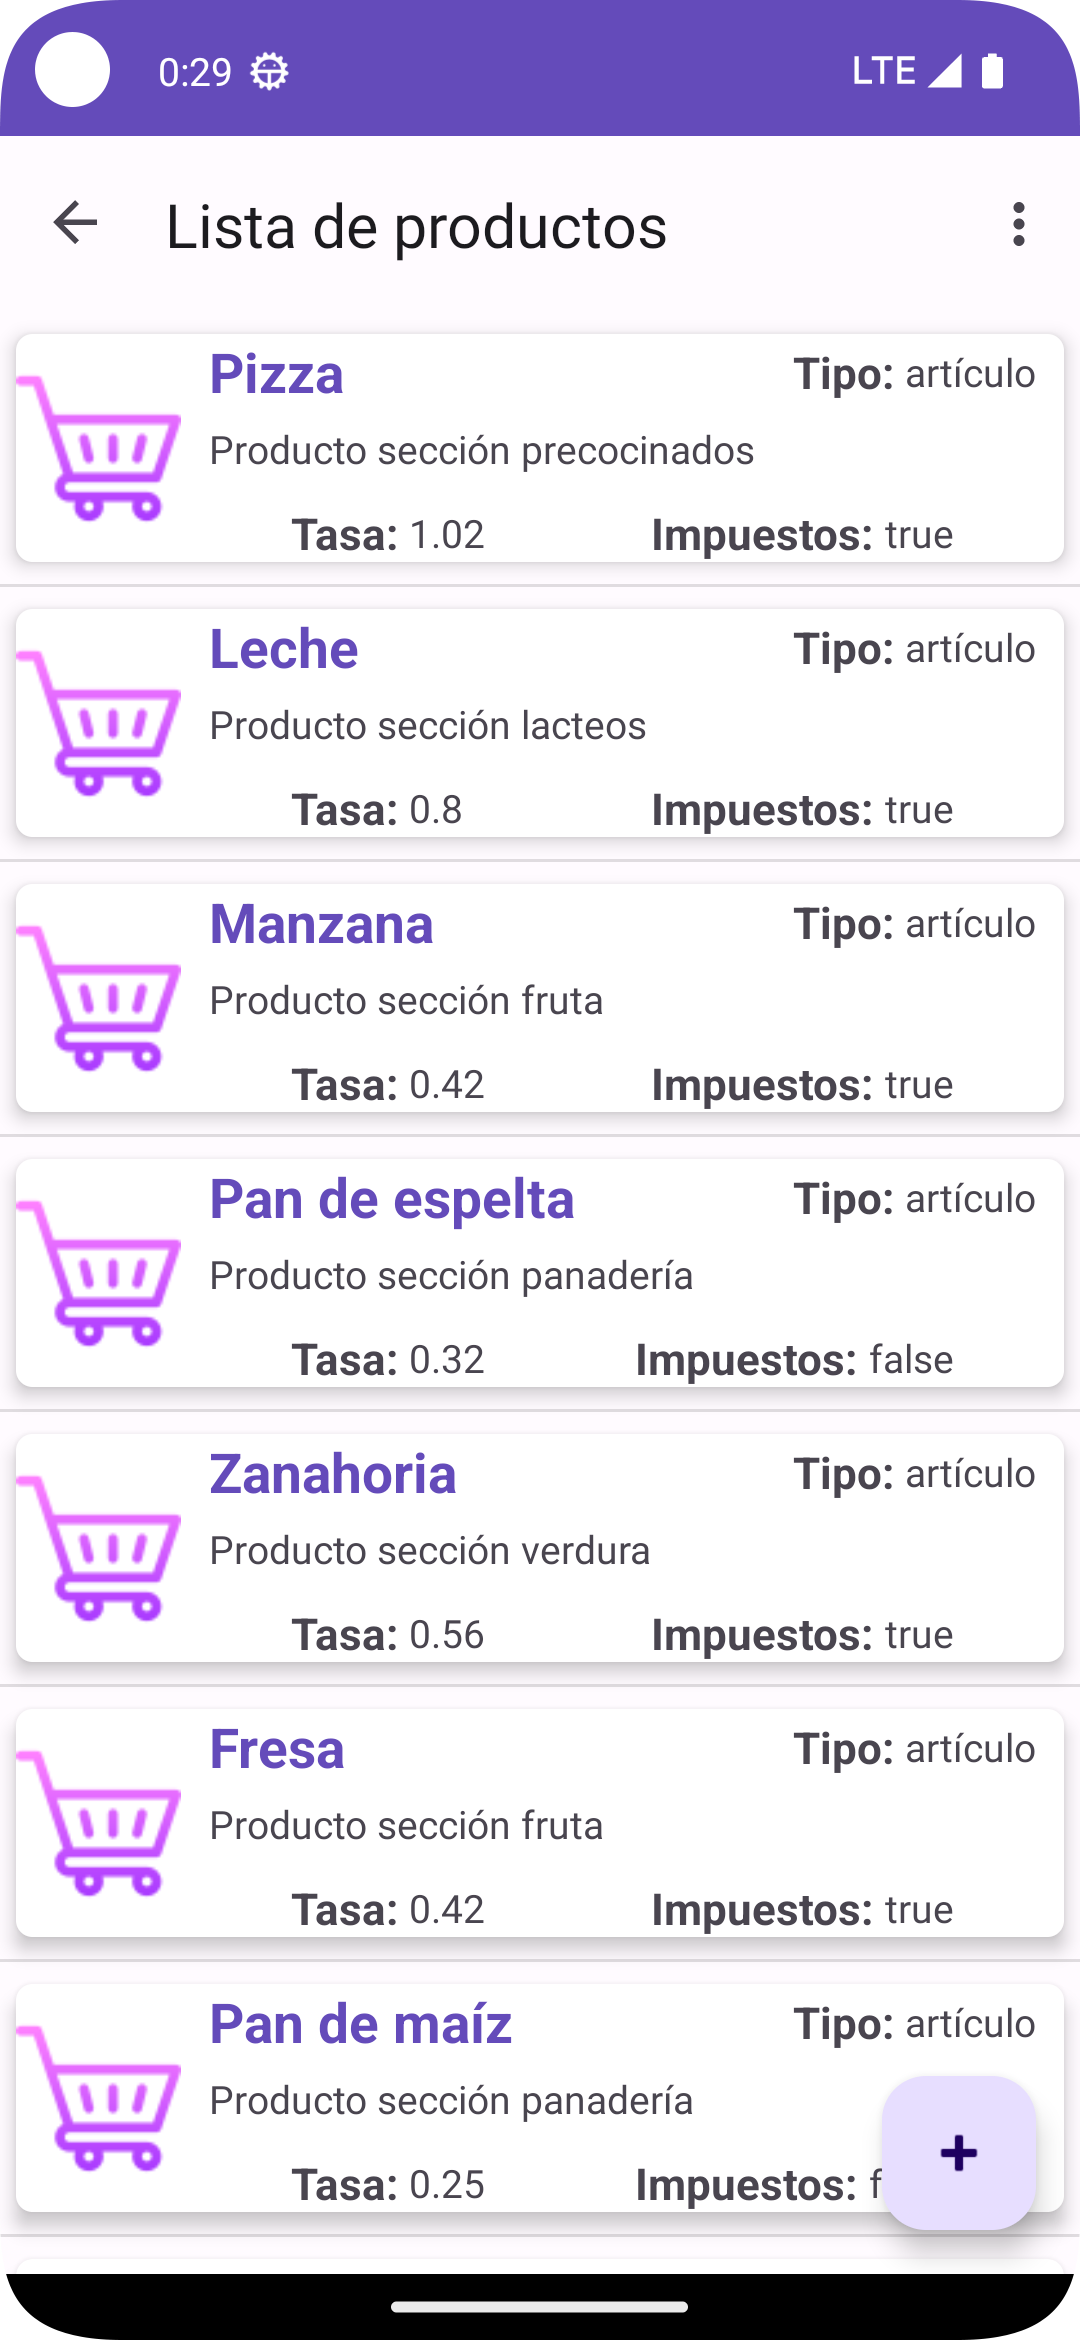 0:29 LTE
Lista de productos
Pizza Tipo: artículo
Producto sección precocinados
Tasa: 1.02 Impuestos: true
Leche Tipo: artículo
Producto sección lacteos
Tasa: 0.8 Impuestos: true
Manzana Tipo: artículo
Producto sección fruta
Tasa: 0.42 Impuestos: true
Pan de espelta Tipo: artículo
Producto sección panadería
Tasa: 0.32 Impuestos: false
Zanahoria Tipo: artículo
Producto sección verdura
Tasa: 0.56 Impuestos: true
Fresa Tipo: artículo
Producto sección fruta
Tasa: 0.42 Impuestos: true
Pan de maíz Tipo: artículo
Producto sección panadería
Tasa: 0.25 Impuestos: